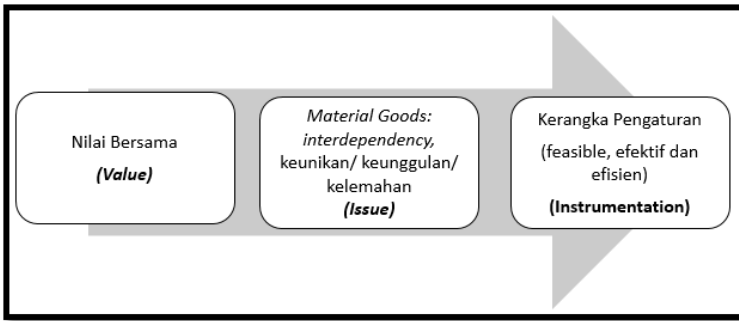 Nilai Bersama
(Value)
Material Goods:
interdependency,
keunikan/ keunggulan/
kelemahan
(Issue)
Kerangka Pengaturan
(feasible, efektif dan
efisien)
(Instrumentation)